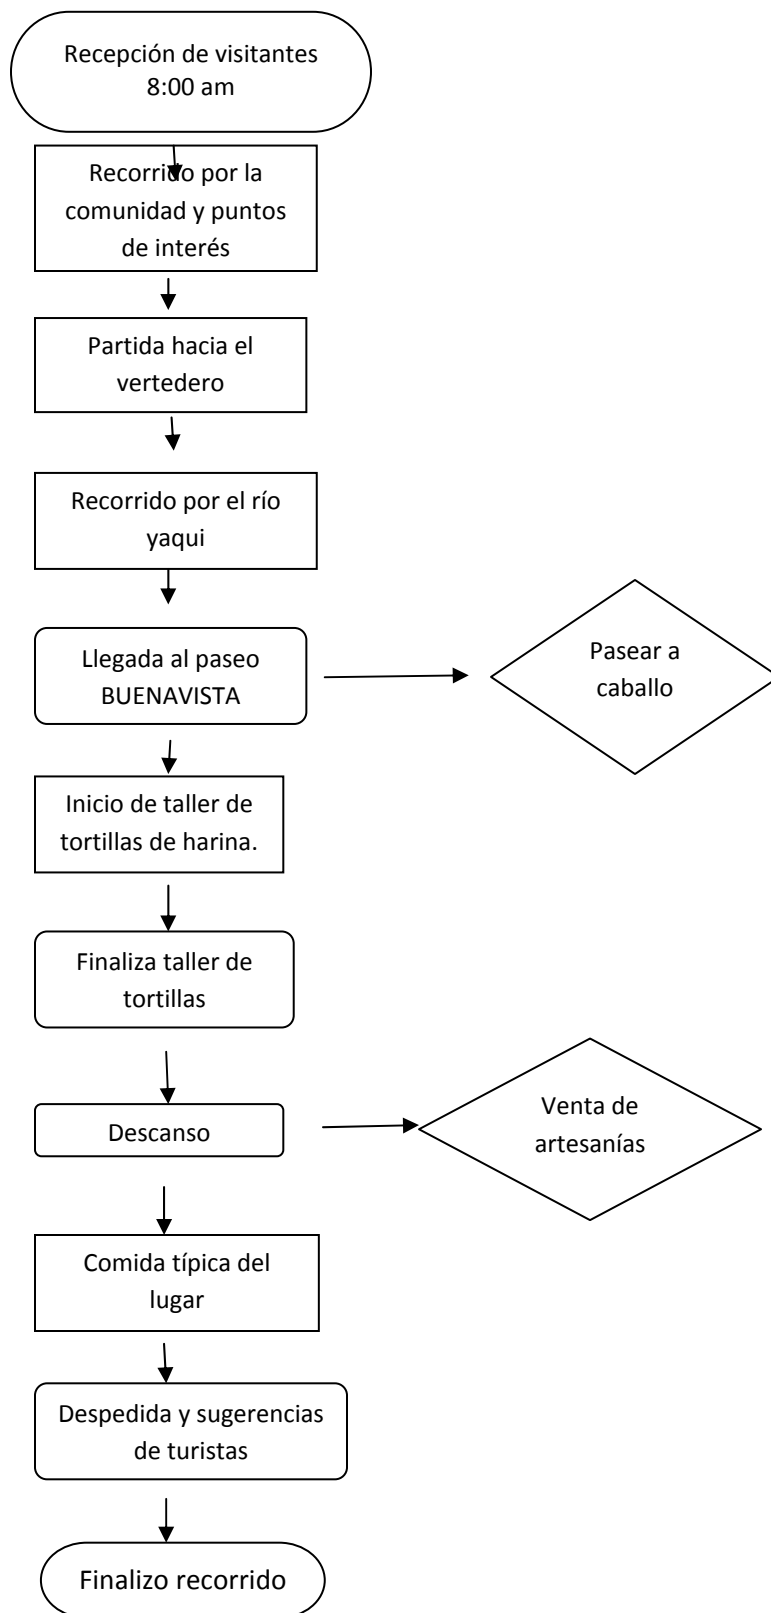 Recepción de visitantes
8:00 am
Recorrido por la
comunidad y puntos
de interés
Partida hacia el
vertedero
Recorrido por el río
yaqui
Llegada al paseo
BUENAVISTA
Pasear a
caballo
Inicio de taller de
tortillas de harina.
Finaliza taller de
tortillas
Descanso
Venta de
artesanías
Comida típica del
lugar
Despedida y sugerencias
de turistas
Finalizo recorrido